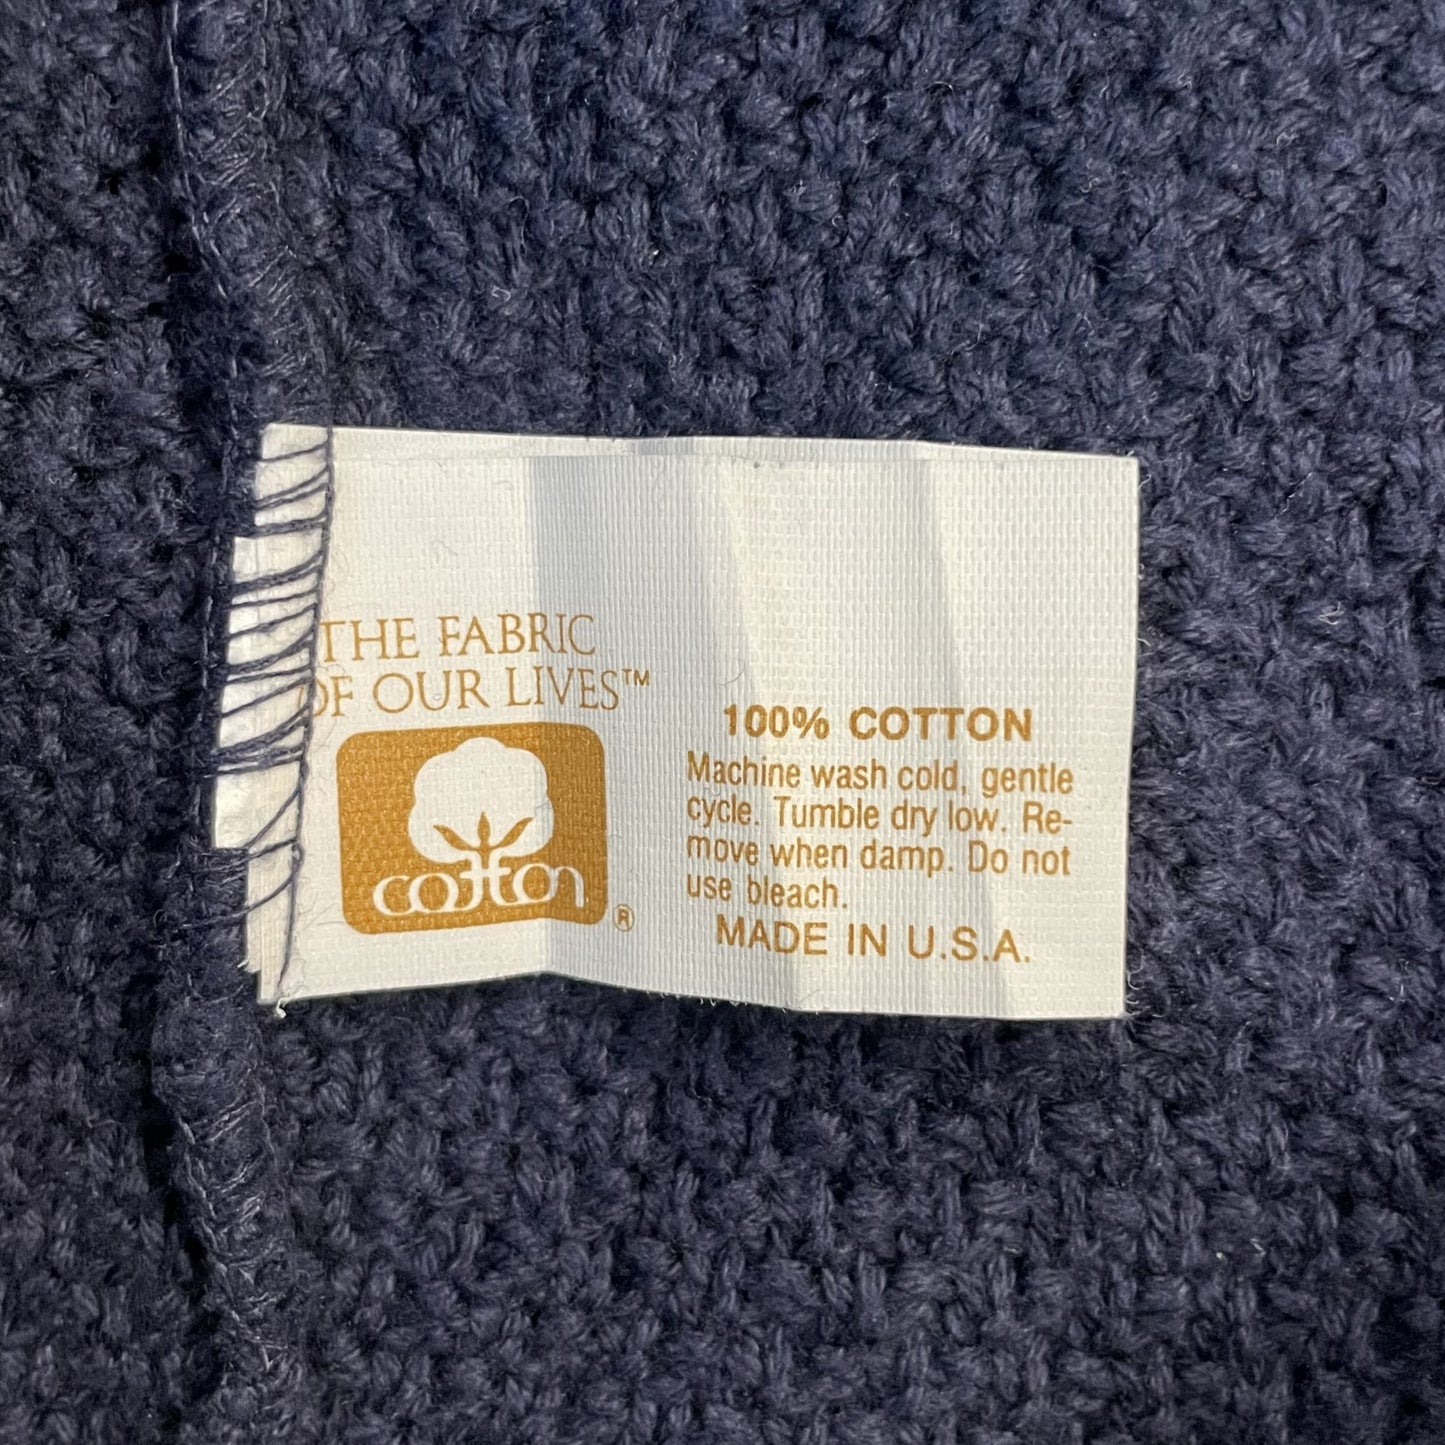 THE FABRIC
OF OUR LIVES™
cotton
®
100% COTTON
Machine wash cold, gentle
cycle. Tumble dry low. Re-
move when damp. Do not
use bleach.
MADE IN U.S.A.